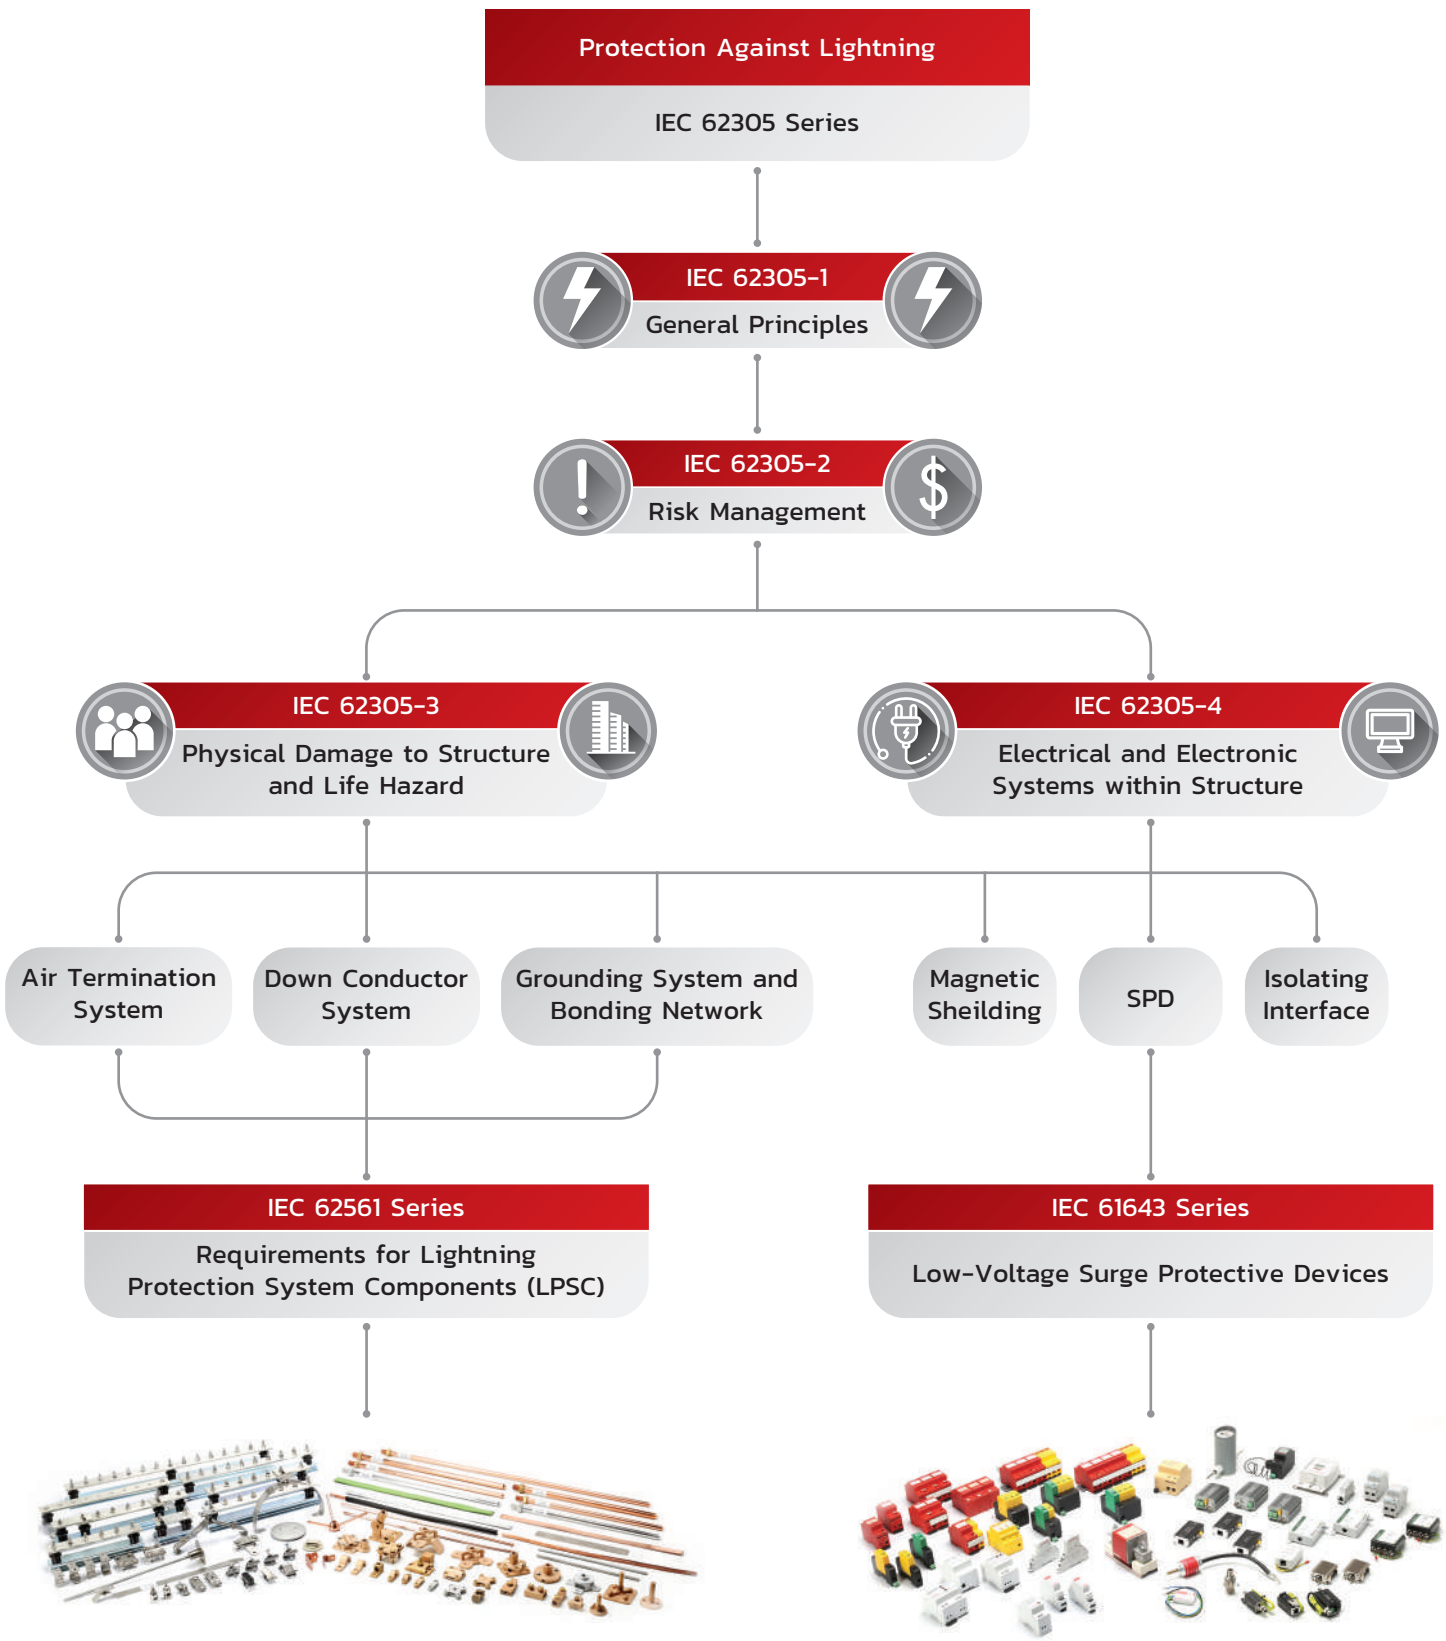 Protection Against Lightning
IEC 62305 Series
IEC 62305-1
General Principles
IEC 62305-2
Risk Management
IEC 62305-3
Physical Damage to Structure
and Life Hazard
IEC 62305-4
Electrical and Electronic
Systems within Structure
Air Termination
System
Down Conductor
System
Grounding System and
Bonding Network
Magnetic
Sheilding
SPD
Isolating
Interface
IEC 62561 Series
Requirements for Lightning
Protection System Components (LPSC)
IEC 61643 Series
Low-Voltage Surge Protective Devices